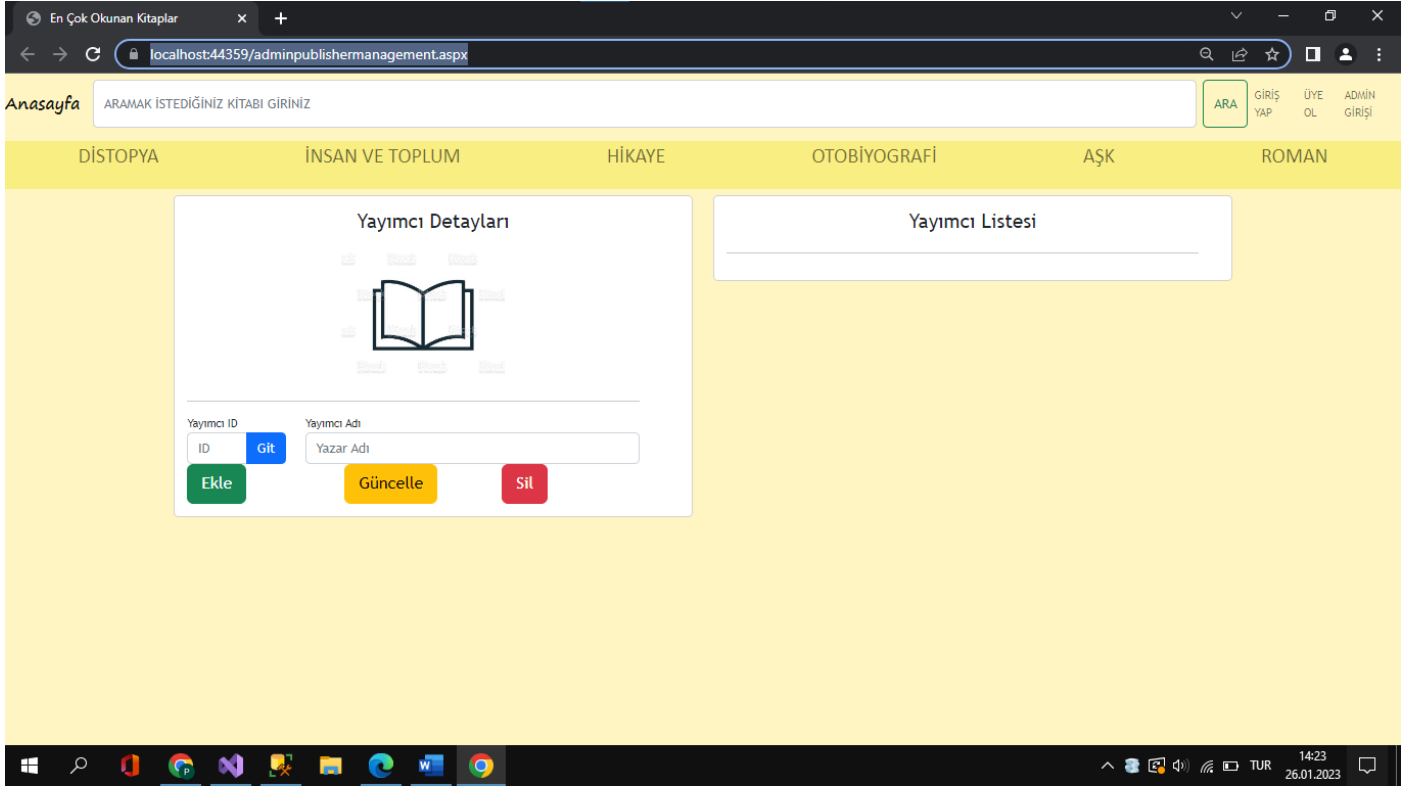 En Çok Okunan Kitaplar
localhost:44359/adminpublishermanagement.aspx
Anasayfa ARAMAK İSTEDİĞİNİZ KİTABI GİRİNİZ ARA GİRİŞ YAP ÜYE OL ADMİN GİRİŞİ
DİSTOPYA İNSAN VE TOPLUM HİKAYE OTOBİYOGRAFİ AŞK ROMAN
Yayımcı Detayları
Yayımcı Listesi
Yayımcı ID Yayımcı Adı
ID Git Yazar Adı
Ekle Güncelle Sil
TUR 14:23
26.01.2023